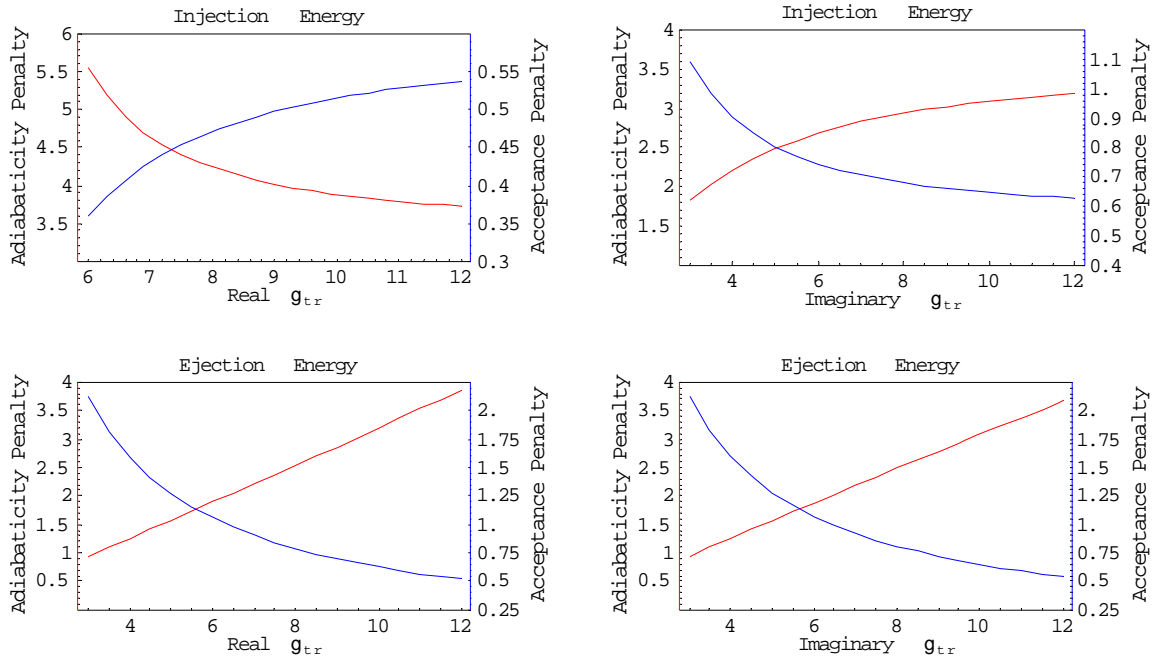 Injection Energy
Adiabaticity Penalty
6
5.5
5
4.5
4
3.5
0.55
0.5
0.45
0.4
0.35
0.3
Acceptance Penalty
6 7 8 9 10 11 12
Real g_tr
Injection Energy
Adiabaticity Penalty
4
3.5
3
2.5
2
1.5
1.1
1.
0.9
0.8
0.7
0.6
0.5
0.4
Acceptance Penalty
4 6 8 10 12
Imaginary g_tr
Ejection Energy
Adiabaticity Penalty
4
3.5
3
2.5
2
1.5
1
0.5
2.
1.75
1.5
1.25
1.
0.75
0.5
0.25
Acceptance Penalty
4 6 8 10 12
Real g_tr
Ejection Energy
Adiabaticity Penalty
4
3.5
3
2.5
2
1.5
1
0.5
2.
1.75
1.5
1.25
1.
0.75
0.5
0.25
Acceptance Penalty
4 6 8 10 12
Imaginary g_tr